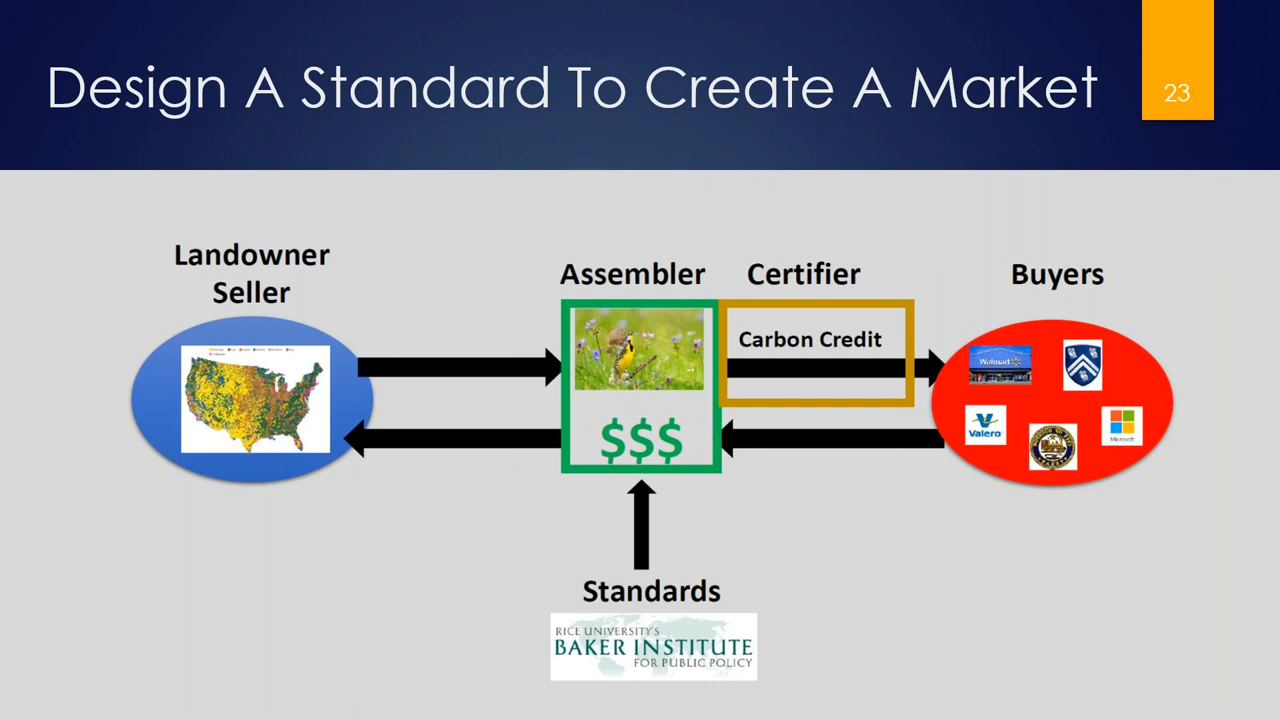 Design A Standard To Create A Market
23
Landowner
Seller
Assembler
Certifier
Buyers
Carbon Credit
$$$
Walmart
Valero
Microsoft
Standards
RICE UNIVERSITY'S
BAKER INSTITUTE
FOR PUBLIC POLICY